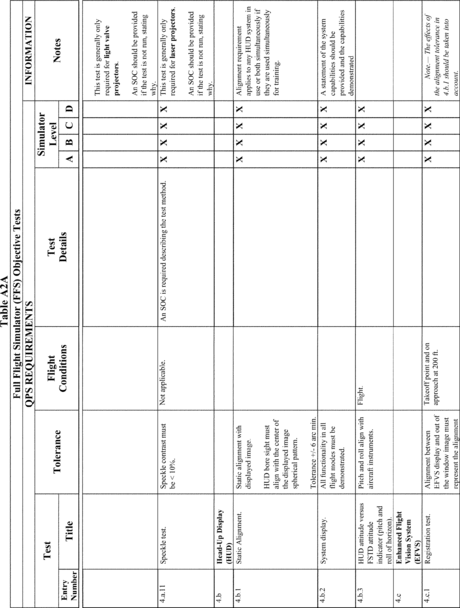 Table A2A
Full Flight Simulator (FFS) Objective Tests
QPS REQUIREMENTS
INFORMATION
Test
Tolerance
Flight
Conditions
Test
Details
Simulator
Level
Notes
Entry
Number
Title
A B C D
This test is generally only
required for light valve
projectors.
An SOC should be provided
if the test is not run, stating
why.
4.a.11
Speckle test.
Speckle contrast must
be < 10%.
Not applicable.
An SOC is required describing the test method.
X X X X
This test is generally only
required for laser projectors.
An SOC should be provided
if the test is not run, stating
why.
4.b
Head-Up Display
(HUD)
4.b.1
Static Alignment.
Static alignment with
displayed image.
HUD bore sight must
align with the center of
the displayed image
spherical pattern.
Tolerance +/- 6 arc min.
X X X X
Alignment requirement
applies to any HUD system in
use or both simultaneously if
they are used simultaneously
for training.
4.b.2
System display.
All functionality in all
flight modes must be
demonstrated.
X X X X
A statement of the system
capabilities should be
provided and the capabilities
demonstrated
4.b.3
HUD attitude versus
FSTD attitude
indicator (pitch and
roll of horizon).
Pitch and roll align with
aircraft instruments.
Flight.
X X X X
4.c
Enhanced Flight
Vision System
(EFVS)
4.c.1
Registration test.
Alignment between
EFVS display and out of
the window image must
represent the alignment
Takeoff point and on
approach at 200 ft.
X X X X
Note.— The effects of
the alignment tolerance in
4.b.1 should be taken into
account.